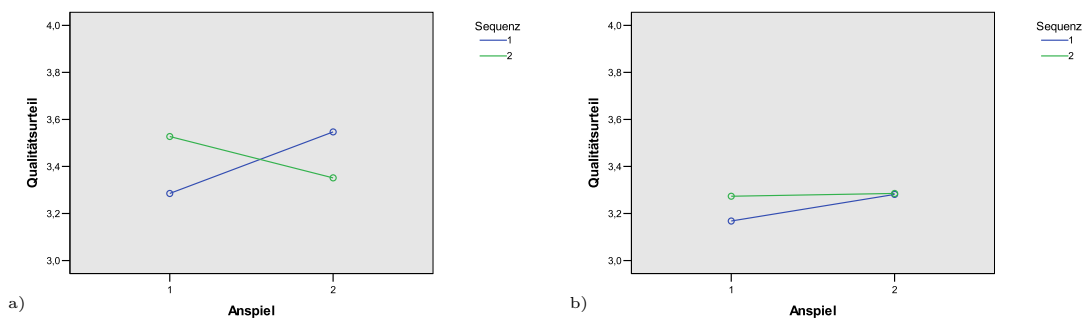 4,0
3,8
3,6
3,4
3,2
3,0
Qualitätsurteil
1
2
Anspiel
Sequenz
1
2
a)
4,0
3,8
3,6
3,4
3,2
3,0
Qualitätsurteil
1
2
Anspiel
Sequenz
1
2
b)